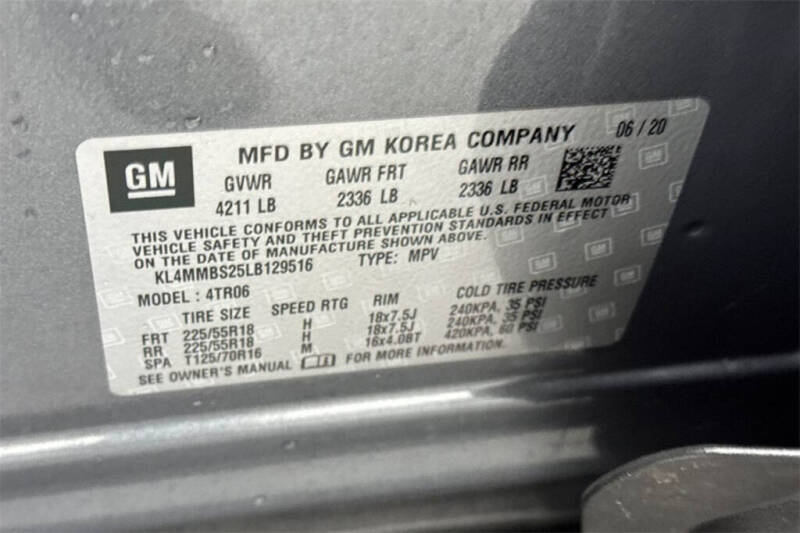 GM
MFD BY GM KOREA COMPANY 06 / 20
GVWR GAWR FRT GAWR RR
4211 LB 2336 LB 2336 LB
THIS VEHICLE CONFORMS TO ALL APPLICABLE U.S. FEDERAL MOTOR
VEHICLE SAFETY AND THEFT PREVENTION STANDARDS IN EFFECT
ON THE DATE OF MANUFACTURE SHOWN ABOVE.
KL4MMBS25LB129516 TYPE: MPV
MODEL : 4TR06
TIRE SIZE SPEED RTG RIM COLD TIRE PRESSURE
FRT 225/55R18 H 18x7.5J 240KPA, 35 PSI
RR 225/55R18 H 18x7.5J 240KPA, 35 PSI
SPA T125/70R16 M 16x4.0BT 420KPA, 60 PSI
SEE OWNER'S MANUAL FOR MORE INFORMATION.